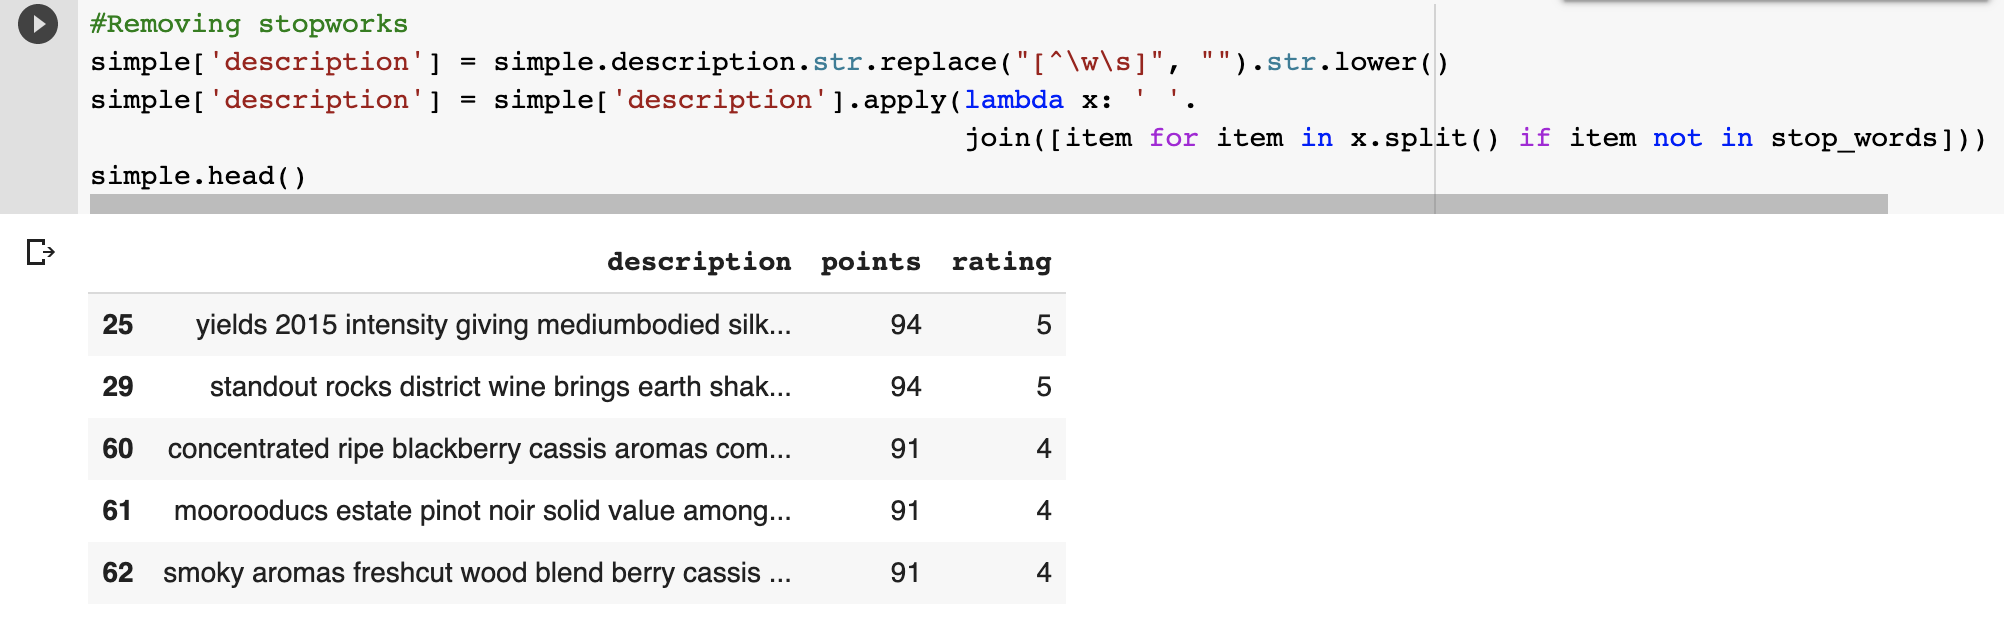 #Removing stopworks
simple['description'] = simple.description.str.replace("[^\w\s]", "").str.lower()
simple['description'] = simple['description'].apply(lambda x: ' '.
join([item for item in x.split() if item not in stop_words]))
simple.head()
description points rating
25 yields 2015 intensity giving mediumbodied silk... 94 5
29 standout rocks district wine brings earth shak... 94 5
60 concentrated ripe blackberry cassis aromas com... 91 4
61 moorooducs estate pinot noir solid value among... 91 4
62 smoky aromas freshcut wood blend berry cassis ... 91 4